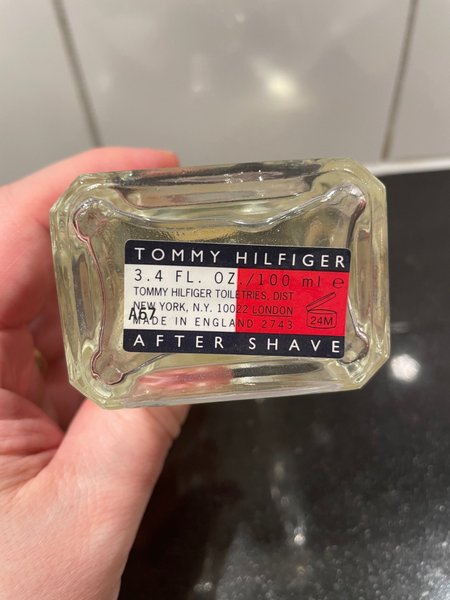 TOMMY HILFIGER
3.4 FL. OZ./100 ml e
TOMMY HILFIGER TOILETRIES, DIST.
NEW YORK, N.Y. 10022 LONDON
A67
MADE IN ENGLAND 2743
24M
AFTER SHAVE